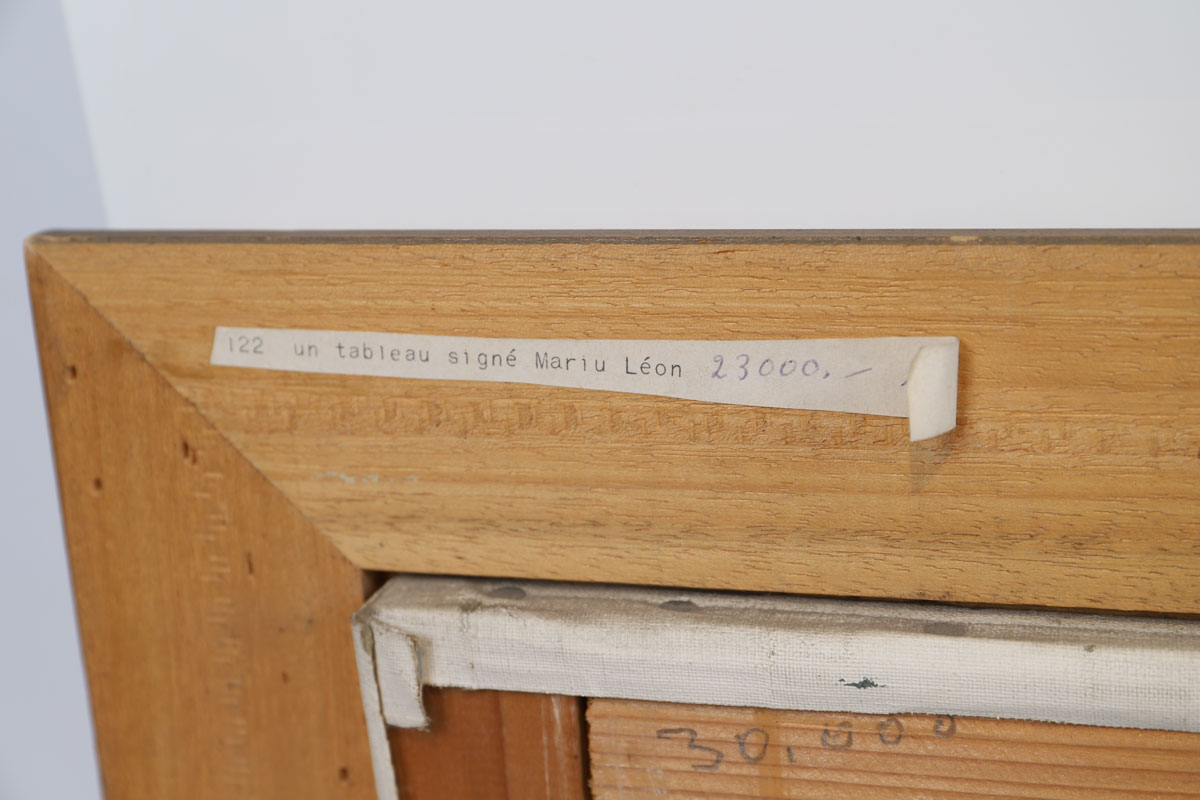 122 un tableau signé Mariu Léon 23000.—
30.000